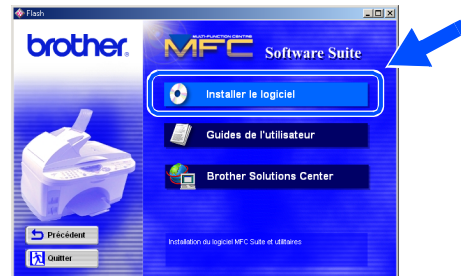 Flash
brother.
MULTI-FUNCTION CENTRE
MFC Software Suite
Installer le logiciel
Guides de l'utilisateur
Brother Solutions Center
Précédent
Quitter
Installation du logiciel MFC Suite et utilitaires